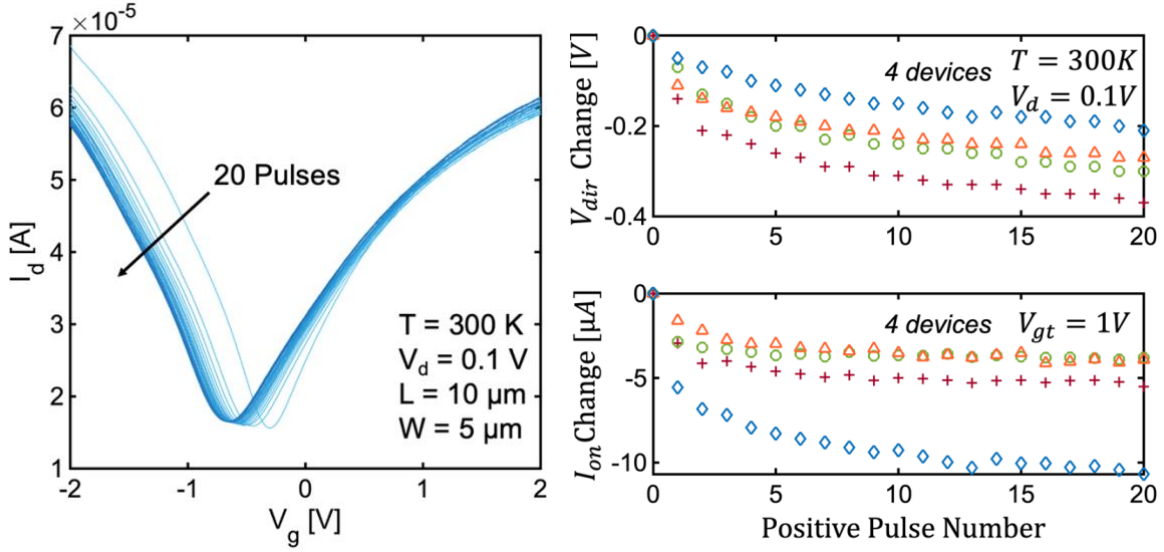 ×10⁻⁵
7
6
5
4
3
2
1
I_d [A]
20 Pulses
T = 300 K
V_d = 0.1 V
L = 10 μm
W = 5 μm
-2
-1
0
1
2
V_g [V]
0
-0.2
-0.4
V_dir Change [V]
4 devices
T = 300K
V_d = 0.1V
0
5
10
15
20
0
-5
-10
I_on Change [μA]
4 devices
V_gt = 1V
0
5
10
15
20
Positive Pulse Number